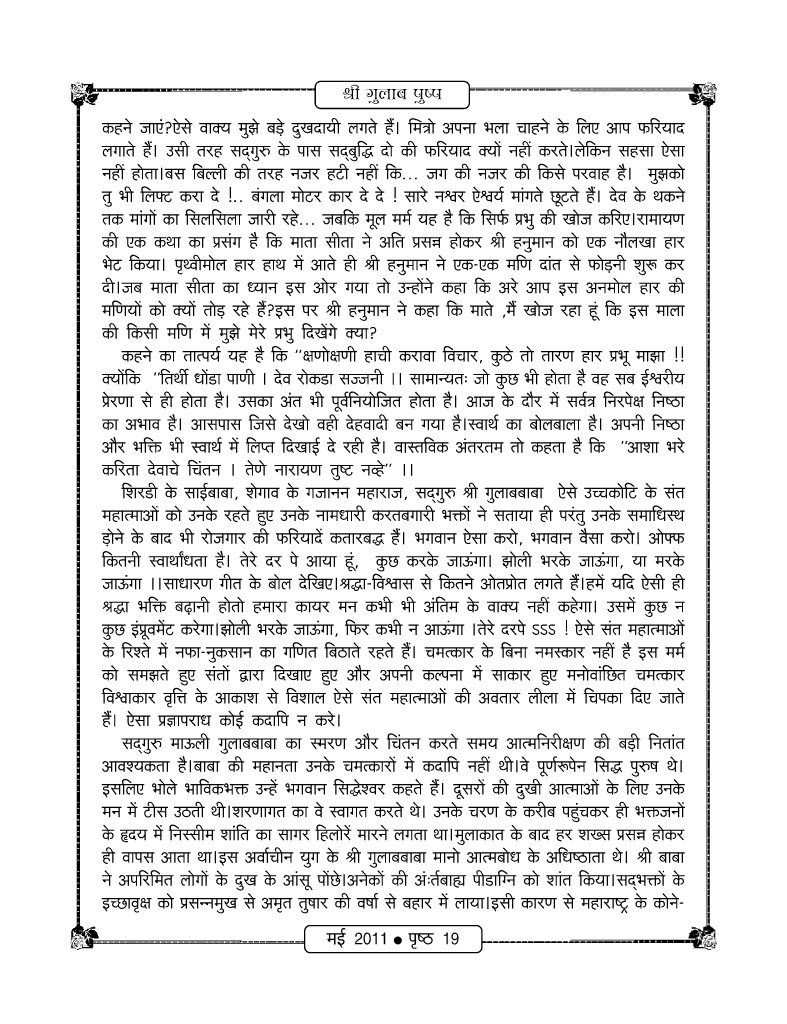 श्री गुलाब पुष्प
कहने जाएं?ऐसे वाक्य मुझे बड़े दुखदायी लगते हैं। मित्रो अपना भला चाहने के लिए आप फरियाद
लगाते हैं। उसी तरह सद्‌गुरु के पास सद्‌बुद्धि दो की फरियाद क्यों नहीं करते।लेकिन सहसा ऐसा
नहीं होता।बस बिल्ली की तरह नजर हटी नहीं कि... जग की नजर की किसे परवाह है। मुझको
तु भी लिफ्ट करा दे !.. बंगला मोटर कार दे दे ! सारे नश्वर ऐश्वर्य मांगते छूटते हैं। देव के थकने
तक मांगों का सिलसिला जारी रहे... जबकि मूल मर्म यह है कि सिर्फ प्रभु की खोज करिए।रामायण
की एक कथा का प्रसंग है कि माता सीता ने अति प्रसन्न होकर श्री हनुमान को एक नौलखा हार
भेट किया। पृथ्वीमोल हार हाथ में आते ही श्री हनुमान ने एक-एक मणि दांत से फोड़नी शुरू कर
दी।जब माता सीता का ध्यान इस ओर गया तो उन्होंने कहा कि अरे आप इस अनमोल हार की
मणियों को क्यों तोड़ रहे हैं?इस पर श्री हनुमान ने कहा कि माते ,मैं खोज रहा हूं कि इस माला
की किसी मणि में मुझे मेरे प्रभु दिखेंगे क्या?
कहने का तात्पर्य यह है कि ''क्षणोक्षणी हाची करावा विचार, कुठे तो तारण हार प्रभू माझा !!
क्योंकि ''तिर्थी धोंडा पाणी । देव रोकडा सज्जनी ।। सामान्यतः जो कुछ भी होता है वह सब ईश्वरीय
प्रेरणा से ही होता है। उसका अंत भी पूर्वनियोजित होता है। आज के दौर में सर्वत्र निरपेक्ष निष्ठा
का अभाव है। आसपास जिसे देखो वही देहवादी बन गया है।स्वार्थ का बोलबाला है। अपनी निष्ठा
और भक्ति भी स्वार्थ में लिप्त दिखाई दे रही है। वास्तविक अंतरतम तो कहता है कि ''आशा भरे
करिता देवाचे चिंतन । तेणे नारायण तुष्ट नव्हे'' ।।
शिरडी के साईबाबा, शेगाव के गजानन महाराज, सद्‌गुरु श्री गुलाबबाबा ऐसे उच्चकोटि के संत
महात्माओं को उनके रहते हुए उनके नामधारी करतबगारी भक्तों ने सताया ही परंतु उनके समाधिस्थ
ड़ोने के बाद भी रोजगार की फरियादें कतारबद्ध हैं। भगवान ऐसा करो, भगवान वैसा करो। ओफ्फ
कितनी स्वार्थांधता है। तेरे दर पे आया हूं, कुछ करके जाऊंगा। झोली भरके जाऊंगा, या मरके
जाऊंगा ।।साधारण गीत के बोल देखिए।श्रद्धा-विश्वास से कितने ओतप्रोत लगते हैं।हमें यदि ऐसी ही
श्रद्धा भक्ति बढ़ानी होतो हमारा कायर मन कभी भी अंतिम के वाक्य नहीं कहेगा। उसमें कुछ न
कुछ इंप्रूवमेंट करेगा।झोली भरके जाऊंगा, फिर कभी न आऊंगा ।तेरे दरपे SSS ! ऐसे संत महात्माओं
के रिश्ते में नफा-नुकसान का गणित बिठाते रहते हैं। चमत्कार के बिना नमस्कार नहीं है इस मर्म
को समझते हुए संतों द्वारा दिखाए हुए और अपनी कल्पना में साकार हुए मनोवांछित चमत्कार
विश्वाकार वृत्ति के आकाश से विशाल ऐसे संत महात्माओं की अवतार लीला में चिपका दिए जाते
हैं। ऐसा प्रज्ञापराध कोई कदापि न करे।
सद्‌गुरु माऊली गुलाबबाबा का स्मरण और चिंतन करते समय आत्मनिरीक्षण की बड़ी नितांत
आवश्यकता है।बाबा की महानता उनके चमत्कारों में कदापि नहीं थी।वे पूर्णरूपेन सिद्ध पुरुष थे।
इसलिए भोले भाविकभक्त उन्हें भगवान सिद्धेश्वर कहते हैं। दूसरों की दुखी आत्माओं के लिए उनके
मन में टीस उठती थी।शरणागत का वे स्वागत करते थे। उनके चरण के करीब पहुंचकर ही भक्तजनों
के हृदय में निस्सीम शांति का सागर हिलोरें मारने लगता था।मुलाकात के बाद हर शख्स प्रसन्न होकर
ही वापस आता था।इस अर्वाचीन युग के श्री गुलाबबाबा मानो आत्मबोध के अधिष्ठाता थे। श्री बाबा
ने अपरिमित लोगों के दुख के आंसू पोंछे।अनेकों की अंःर्तबाह्य पीडाग्नि को शांत किया।सद्‌भक्तों के
इच्छावृक्ष को प्रसन्नमुख से अमृत तुषार की वर्षा से बहार में लाया।इसी कारण से महाराष्ट्र के कोने-
मई 2011 ● पृष्ठ 19